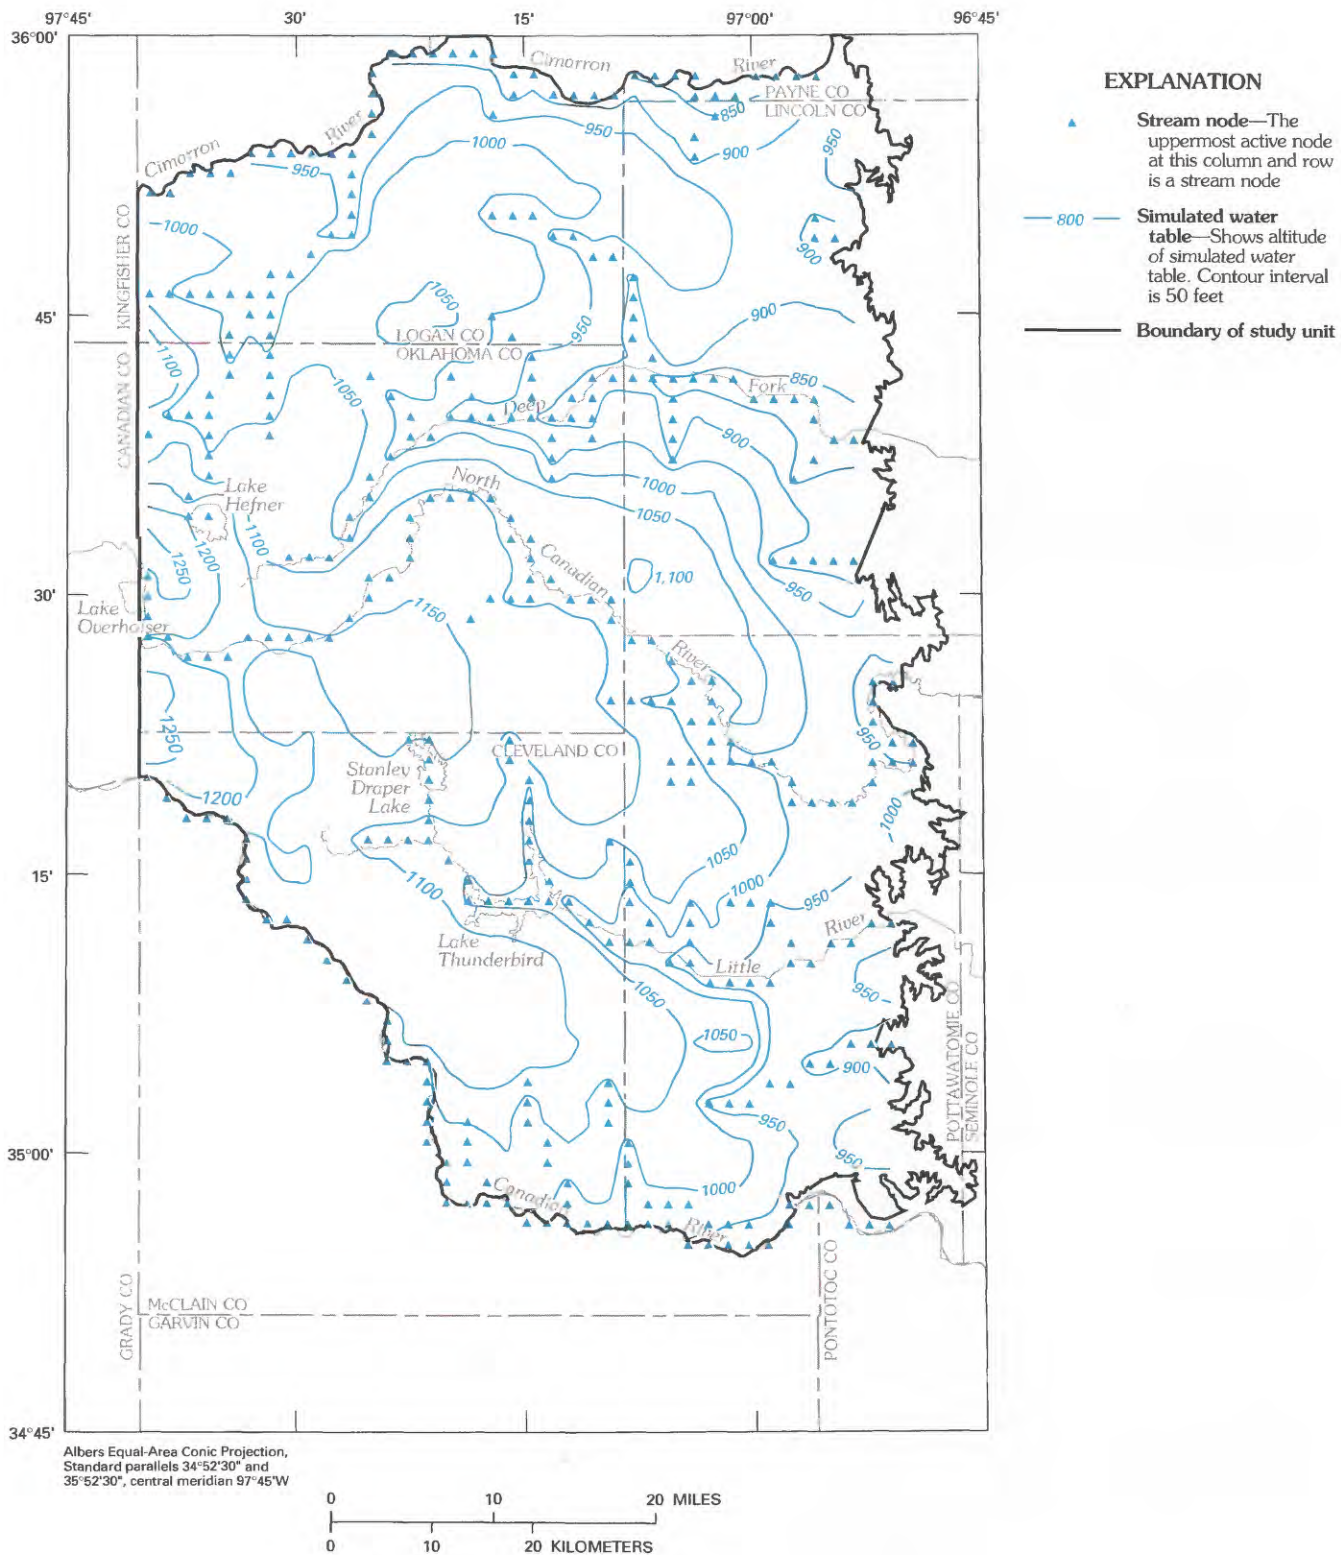 97°45'
30'
15'
97°00'
96°45'
36°00'
Cimorron
River
PAYNE CO
LINCOLN CO
850
950
900
950
1000
Cimorron
River
950
1000
KINGFISHER CO
900
1050
950
900
45'
LOGAN CO
OKLAHOMA CO
CANADIAN CO
1100
1050
850
Fork
Deep
900
North
1000
1050
Lake
Hefner
1100
1200
1250
Canadian
1,100
950
30'
Lake
Overholser
1150
River
1250
CLEVELAND CO
950
Stanley
Draper
Lake
1200
1000
1050
15'
1100
1000
950
River
Lake
Thunderbird
Little
1050
950
1050
900
POTTAWATOMIE CO
SEMINOLE CO
950
35°00'
950
1000
Canadian
River
GRADY CO
McCLAIN CO
GARVIN CO
PONTOTOC CO
34°45'
EXPLANATION
Stream node—The
uppermost active node
at this column and row
is a stream node
800
Simulated water
table—Shows altitude
of simulated water
table. Contour interval
is 50 feet
Boundary of study unit
Albers Equal-Area Conic Projection,
Standard parallels 34°52'30" and
35°52'30", central meridian 97°45'W
0 10 20 MILES
0 10 20 KILOMETERS